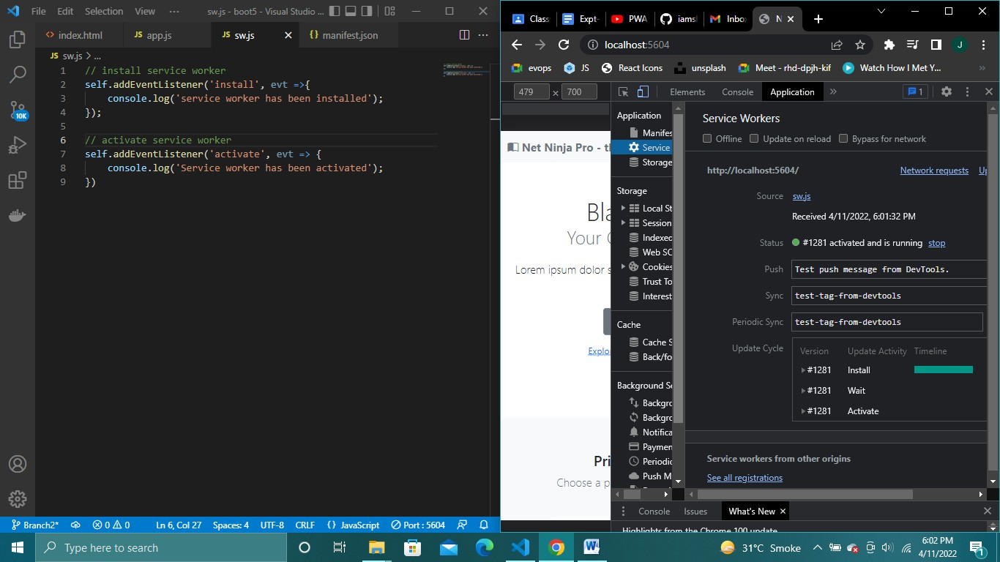 File Edit Selection View ··· sw.js - boot5 - Visual Studio ...
index.html JS app.js JS sw.js {} manifest.json ···
JS sw.js > ...
1 // install service worker
2 self.addEventListener('install', evt =>{
3 console.log('service worker has been installed');
4 });
5
6 // activate service worker
7 self.addEventListener('activate', evt => {
8 console.log('Service worker has been activated');
9 })
10K
Branch2* 0 0 Ln 6, Col 27 Spaces: 4 UTF-8 CRLF {} JavaScript Port : 5604
Class Expt- PWA iamsl Inbox N
localhost:5604 J
evops JS React Icons unsplash Meet - rhd-dpjh-kif Watch How I Met Y... »
479 × 700 Elements Console Application » 1
Net Ninja Pro - th
Bla
Your O
Lorem ipsum dolor s
Explor
Pri
Choose a p
Application
Manifes
Service
Storage
Storage
Local St
Session
Indexed
Web SC
Cookies
Trust To
Interest
Cache
Cache S
Back/fo
Background Se
Backgro
Backgro
Notifica
Paymen
Periodic
Push M
Service Workers
Offline Update on reload Bypass for network
http://localhost:5604/ Network requests Up
Source sw.js
Received 4/11/2022, 6:01:32 PM
Status #1281 activated and is running stop
Push Test push message from DevTools.
Sync test-tag-from-devtools
Periodic Sync test-tag-from-devtools
Update Cycle Version Update Activity Timeline
#1281 Install
#1281 Wait
#1281 Activate
Service workers from other origins
See all registrations
Console Issues What's New
Highlights from the Chrome 100 update
Type here to search
31°C Smoke
6:02 PM
4/11/2022
1